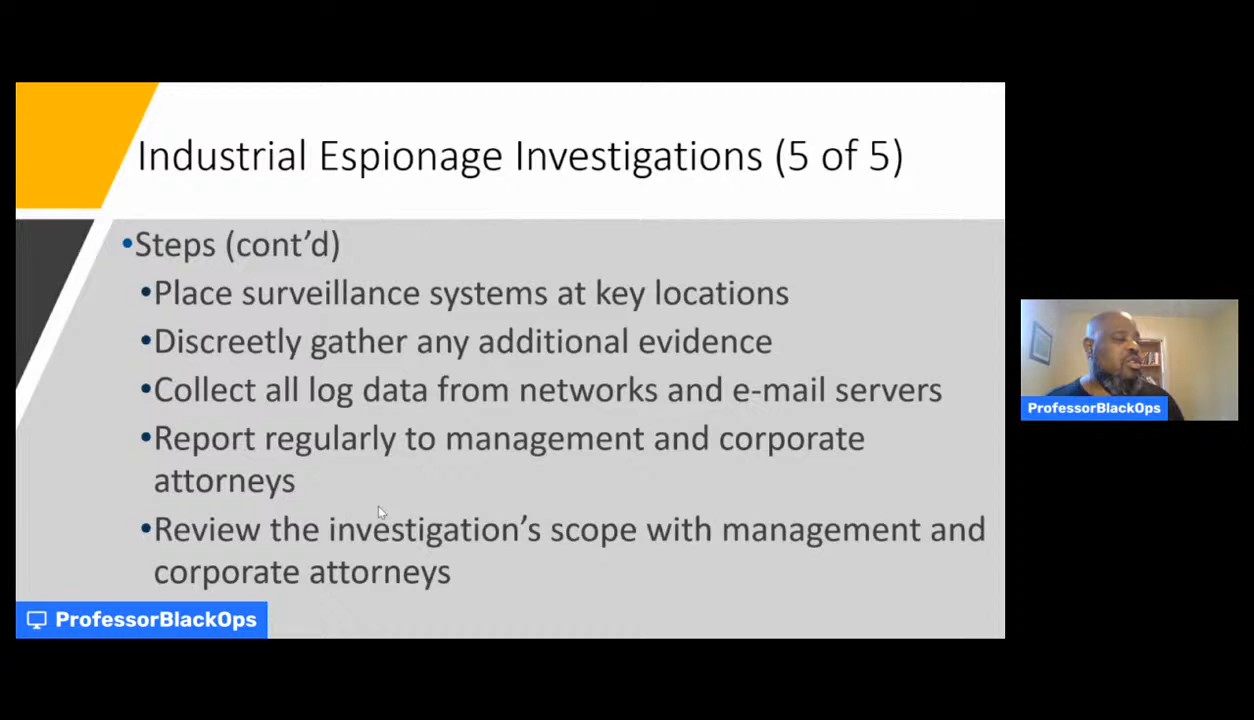 Industrial Espionage Investigations (5 of 5)
•Steps (cont’d)
•Place surveillance systems at key locations
•Discreetly gather any additional evidence
•Collect all log data from networks and e-mail servers
•Report regularly to management and corporate
attorneys
•Review the investigation’s scope with management and
corporate attorneys
ProfessorBlackOps
ProfessorBlackOps